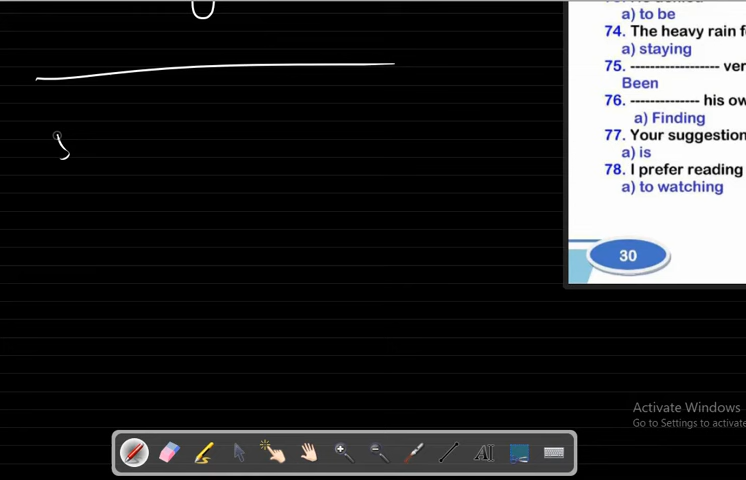 a) to be
74. The heavy rain
a) staying
75. ------------------ ver
Been
76. -------------- his ow
a) Finding
77. Your suggestion
a) is
78. I prefer reading
a) to watching
30
Activate Windows
Go to Settings to activate
AI